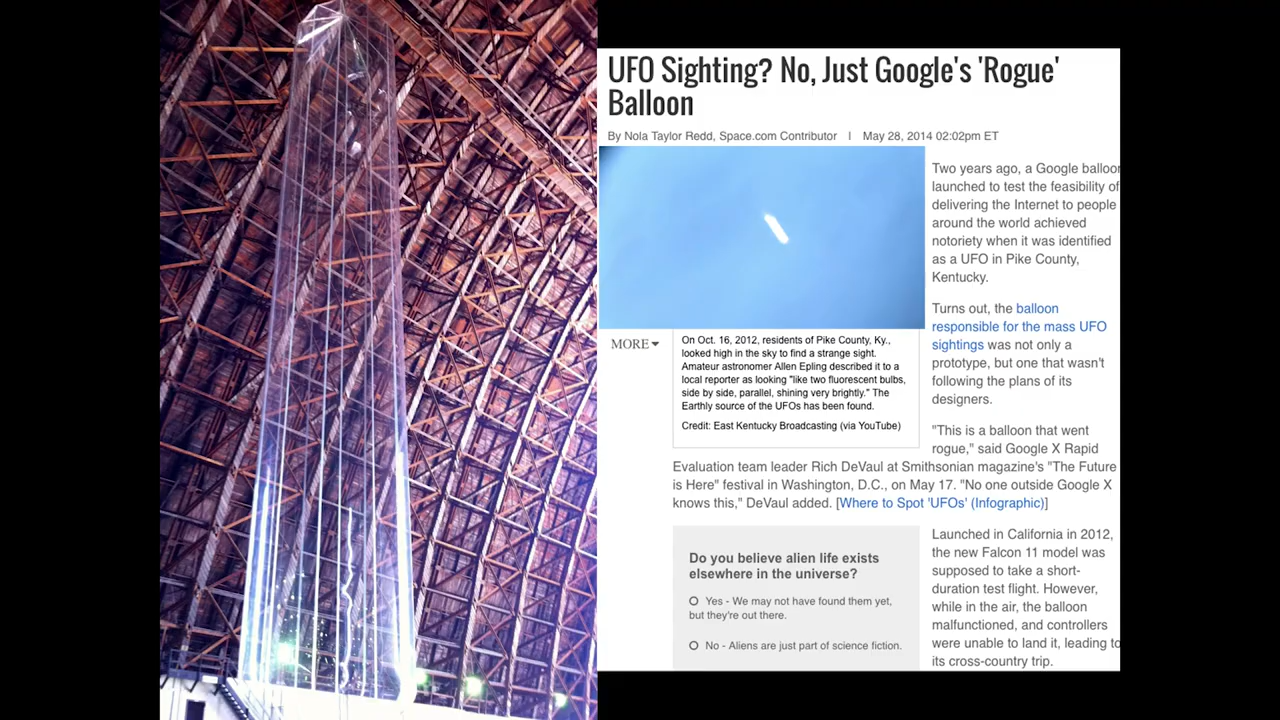 UFO Sighting? No, Just Google's 'Rogue'
Balloon
By Nola Taylor Redd, Space.com Contributor | May 28, 2014 02:02pm ET
Two years ago, a Google balloon
launched to test the feasibility of
delivering the Internet to people
around the world achieved
notoriety when it was identified
as a UFO in Pike County,
Kentucky.
Turns out, the balloon
responsible for the mass UFO
sightings was not only a
prototype, but one that wasn't
following the plans of its
designers.
MORE
On Oct. 16, 2012, residents of Pike County, Ky.,
looked high in the sky to find a strange sight.
Amateur astronomer Allen Epling described it to a
local reporter as looking "like two fluorescent bulbs,
side by side, parallel, shining very brightly." The
Earthly source of the UFOs has been found.
Credit: East Kentucky Broadcasting (via YouTube)
"This is a balloon that went
rogue," said Google X Rapid
Evaluation team leader Rich DeVaul at Smithsonian magazine's "The Future
is Here" festival in Washington, D.C., on May 17. "No one outside Google X
knows this," DeVaul added. [Where to Spot 'UFOs' (Infographic)]
Do you believe alien life exists
elsewhere in the universe?
Yes - We may not have found them yet,
but they're out there.
No - Aliens are just part of science fiction.
Launched in California in 2012,
the new Falcon 11 model was
supposed to take a short-
duration test flight. However,
while in the air, the balloon
malfunctioned, and controllers
were unable to land it, leading to
its cross-country trip.